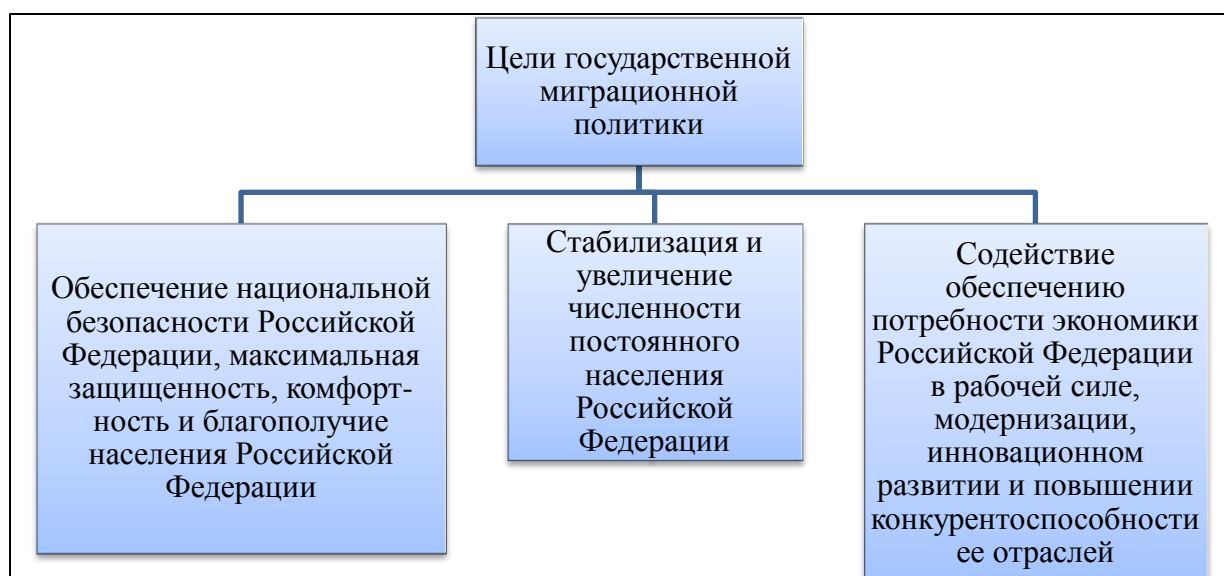 Цели государственной
миграционной
политики
Обеспечение национальной
безопасности Российской
Федерации, максимальная
защищенность, комфорт-
ность и благополучие
населения Российской
Федерации
Стабилизация и
увеличение
численности
постоянного
населения
Российской
Федерации
Содействие
обеспечению
потребности экономики
Российской Федерации
в рабочей силе,
модернизации,
инновационном
развитии и повышении
конкурентоспособности
ее отраслей